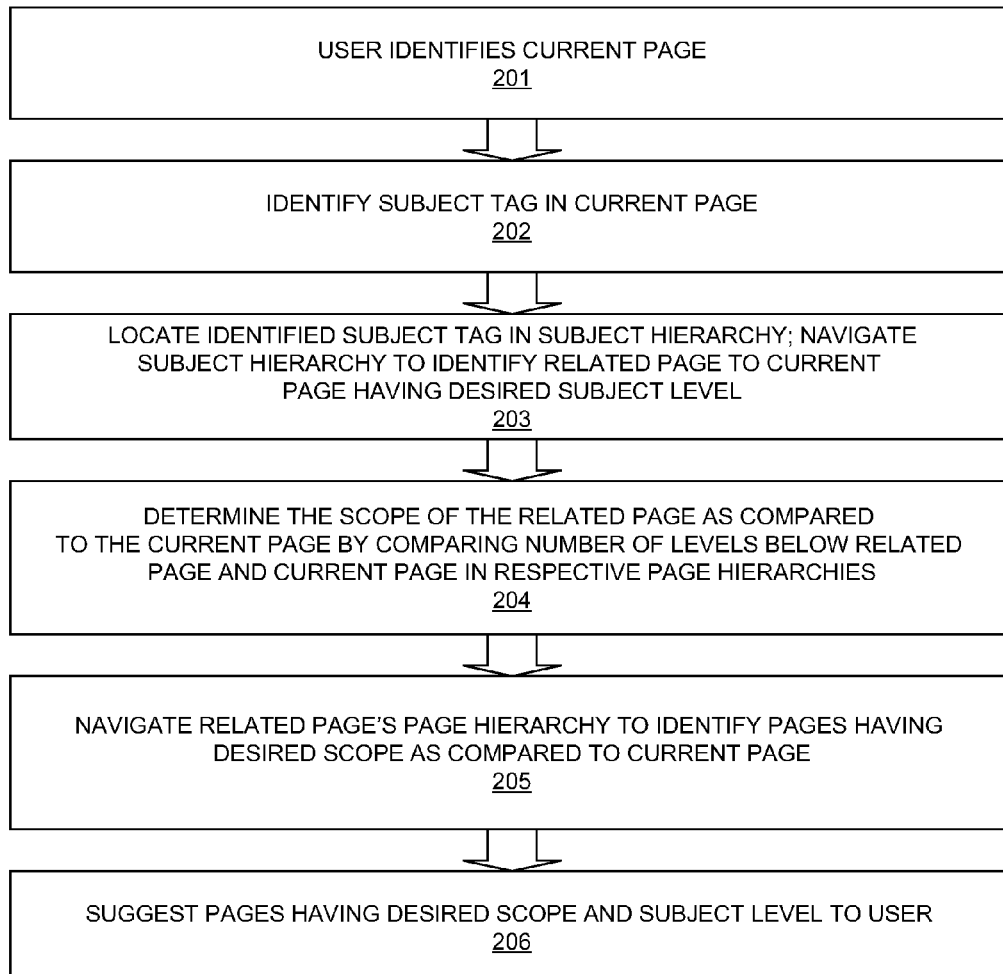 USER IDENTIFIES CURRENT PAGE
201
IDENTIFY SUBJECT TAG IN CURRENT PAGE
202
LOCATE IDENTIFIED SUBJECT TAG IN SUBJECT HIERARCHY; NAVIGATE
SUBJECT HIERARCHY TO IDENTIFY RELATED PAGE TO CURRENT
PAGE HAVING DESIRED SUBJECT LEVEL
203
DETERMINE THE SCOPE OF THE RELATED PAGE AS COMPARED
TO THE CURRENT PAGE BY COMPARING NUMBER OF LEVELS BELOW RELATED
PAGE AND CURRENT PAGE IN RESPECTIVE PAGE HIERARCHIES
204
NAVIGATE RELATED PAGE'S PAGE HIERARCHY TO IDENTIFY PAGES HAVING
DESIRED SCOPE AS COMPARED TO CURRENT PAGE
205
SUGGEST PAGES HAVING DESIRED SCOPE AND SUBJECT LEVEL TO USER
206